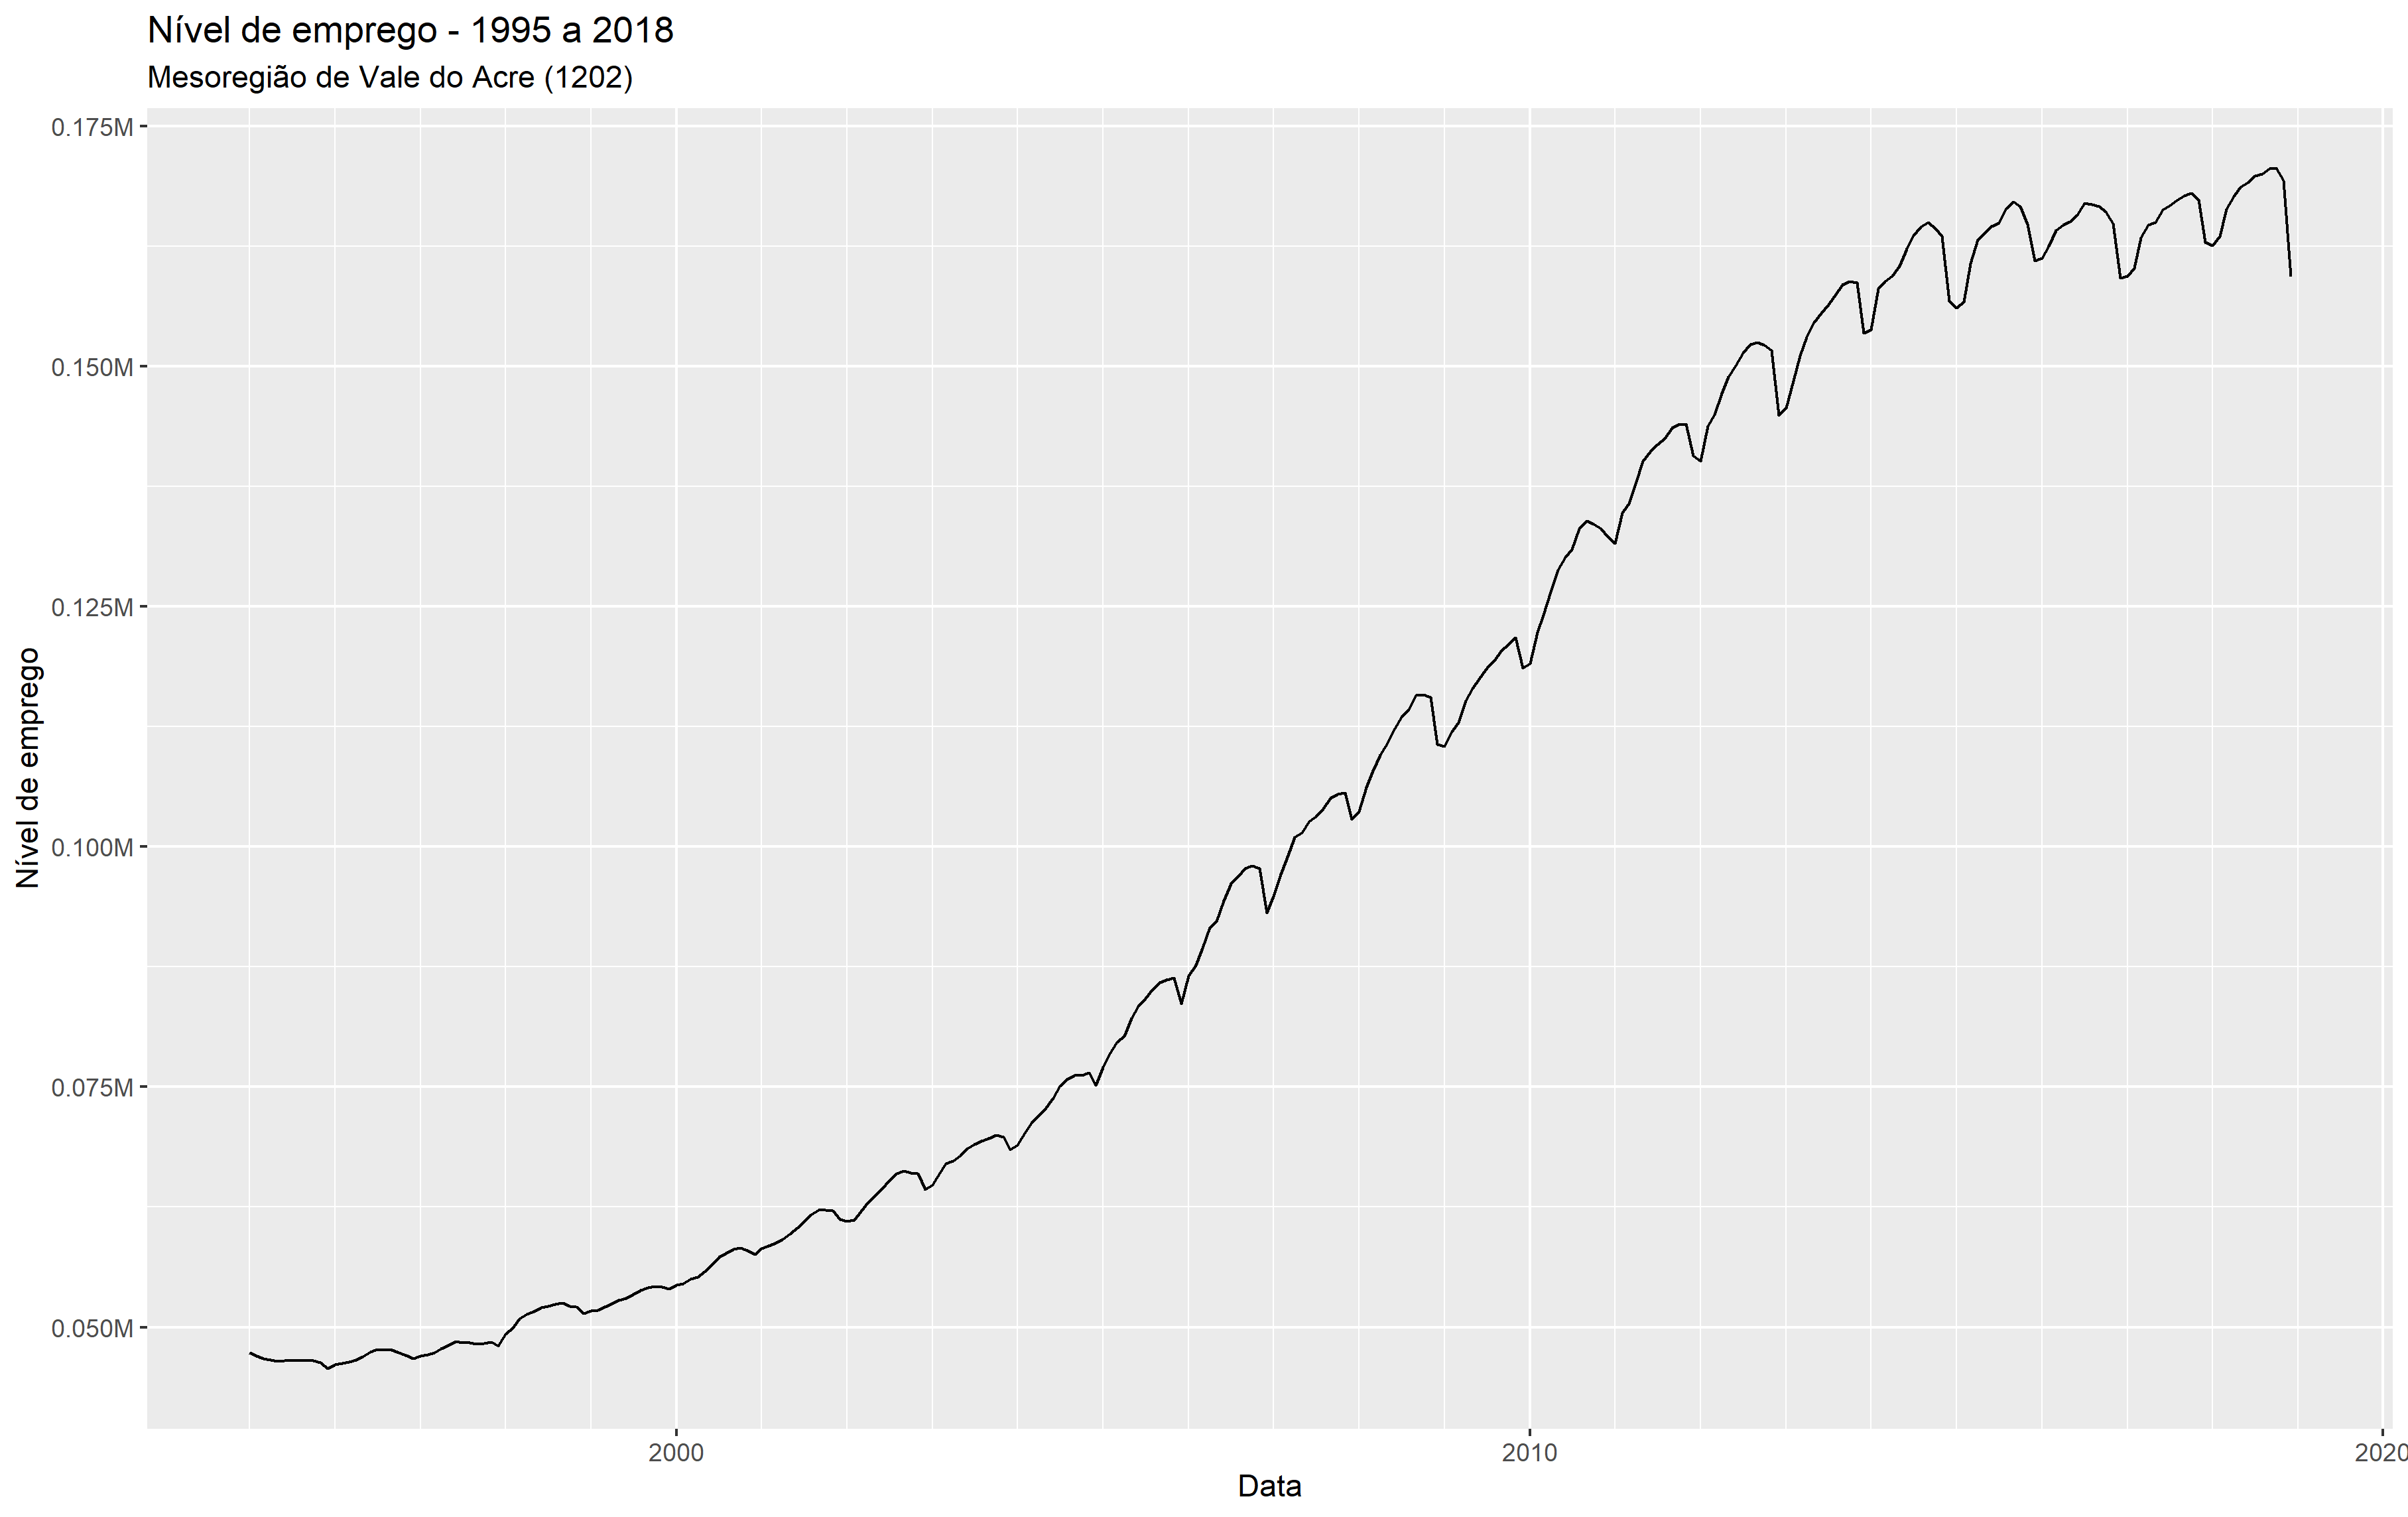 Nível de emprego - 1995 a 2018
Mesoregião de Vale do Acre (1202)
0.175M
0.150M
0.125M
0.100M
0.075M
0.050M
Nível de emprego
2000
2010
2020
Data